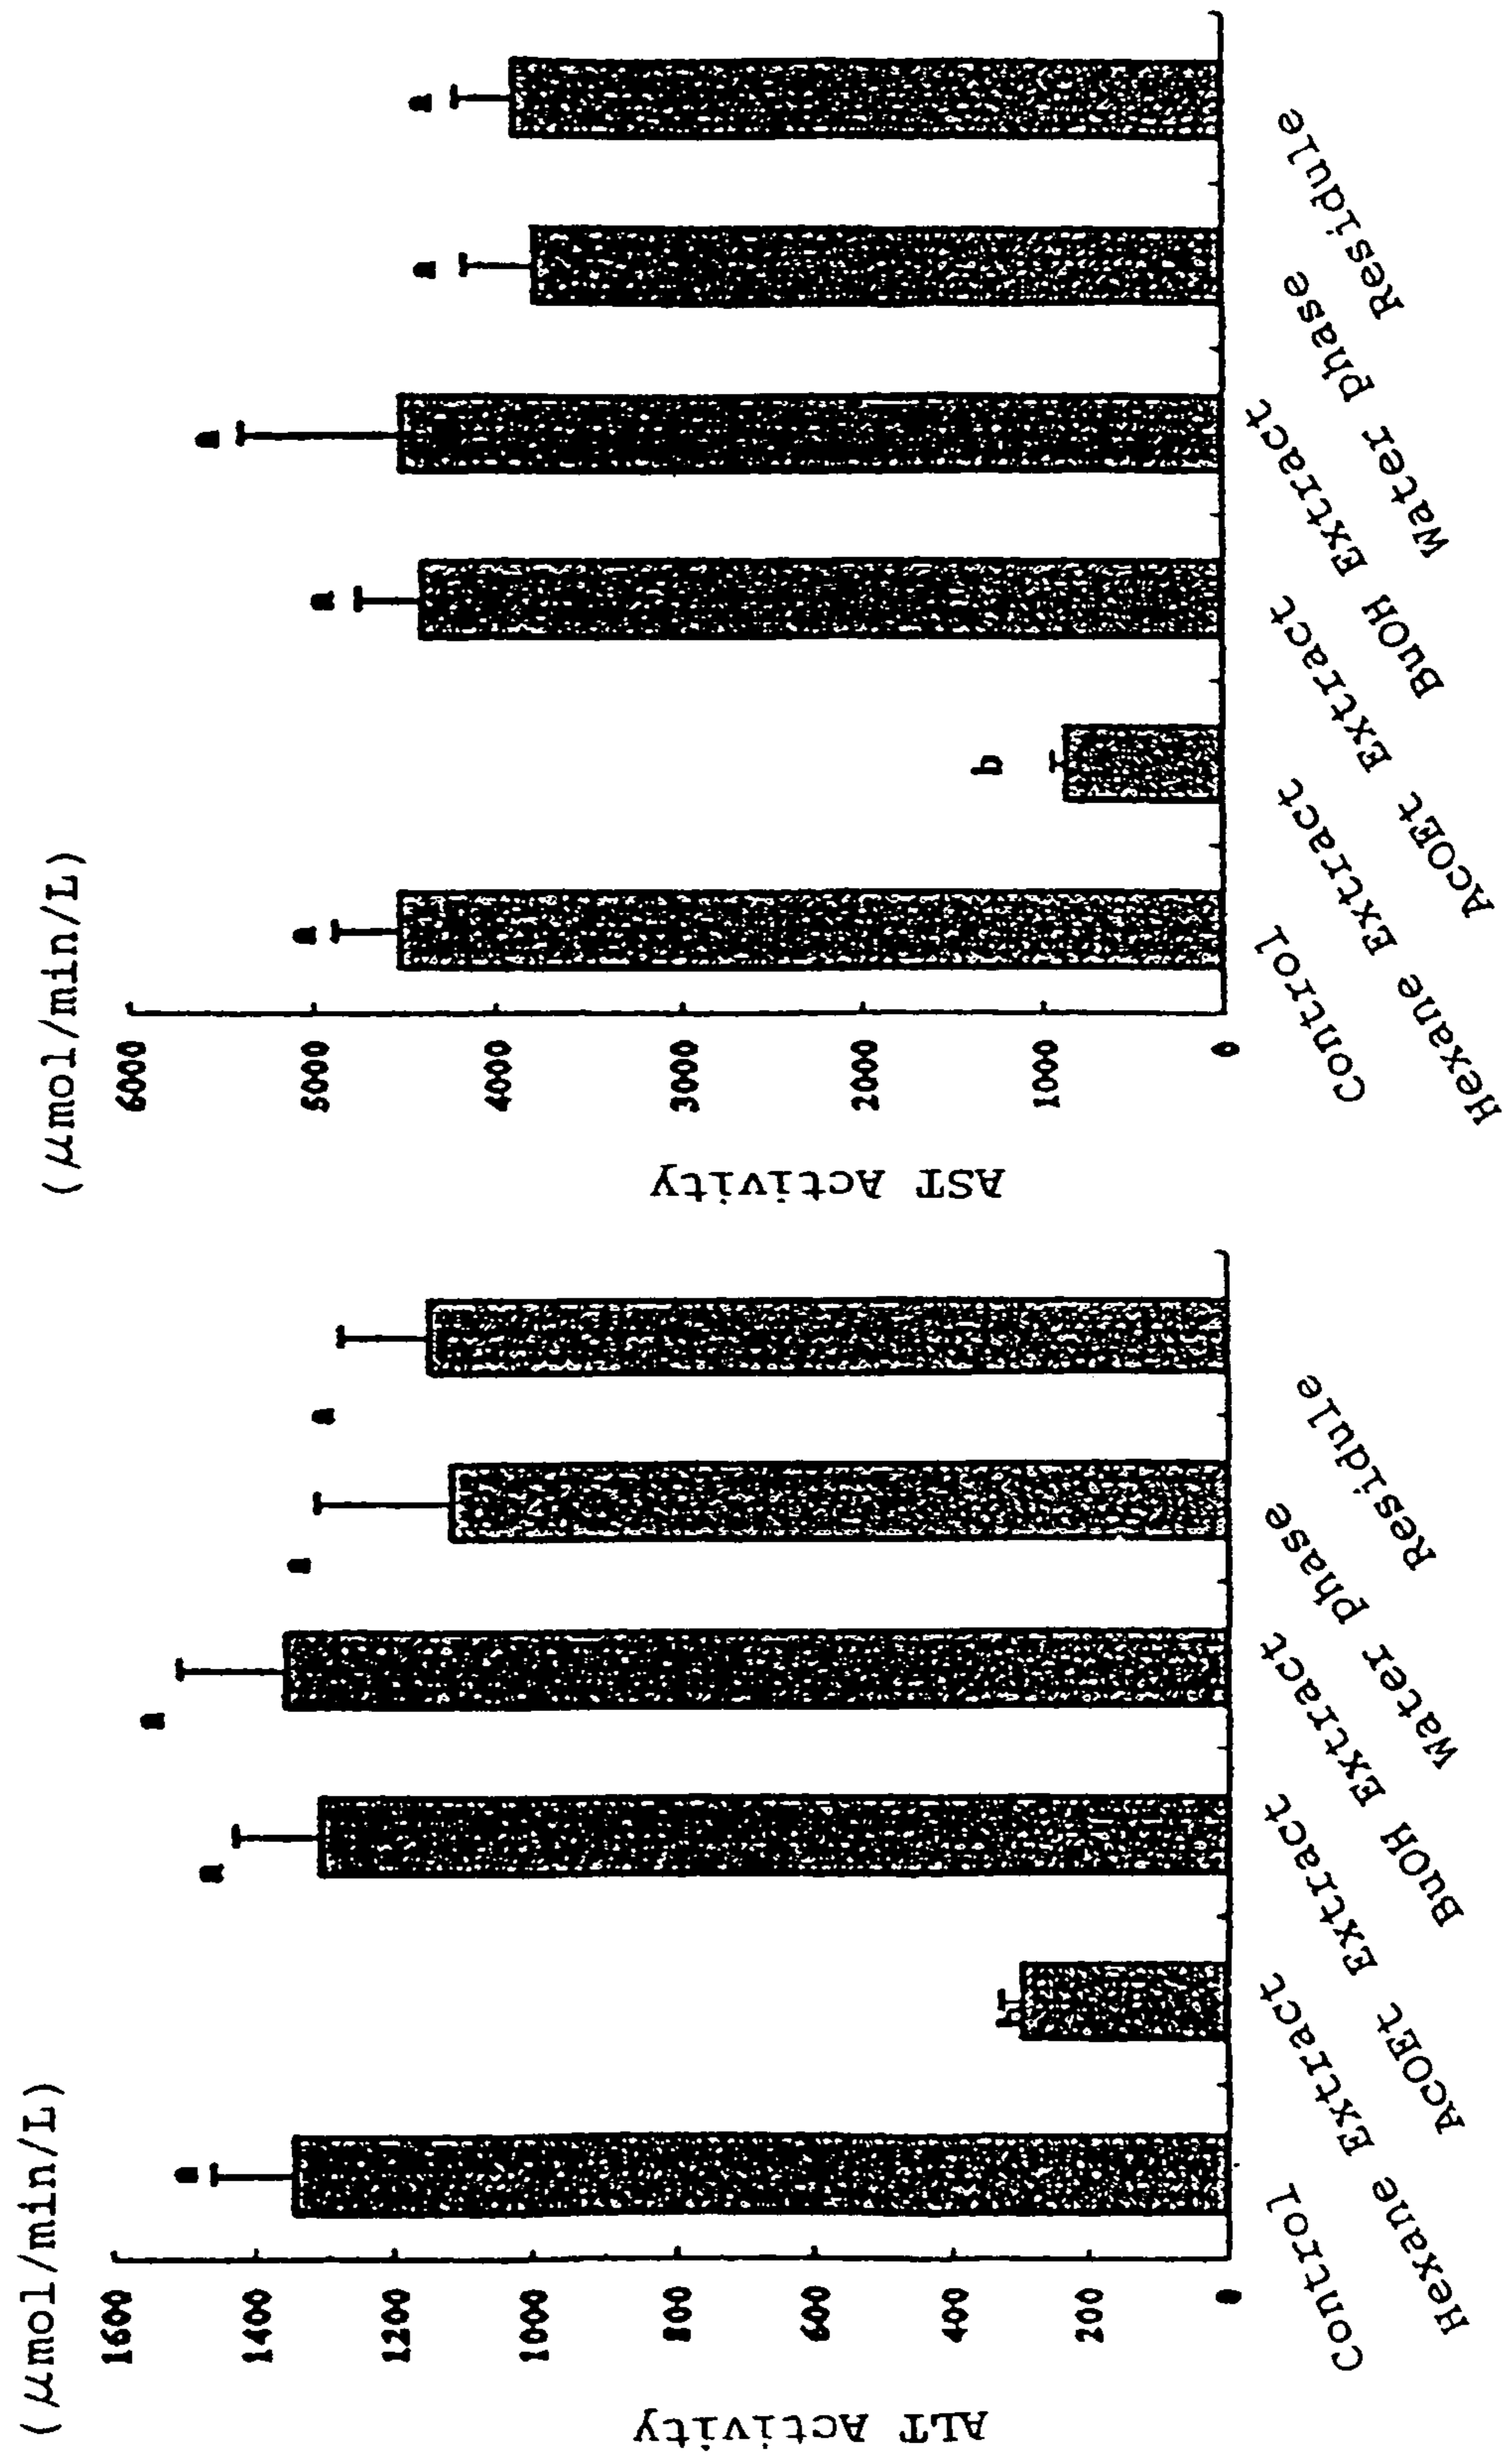 (μmol/min/L)
ALT Activity
1600
1400
1200
1000
800
600
400
200
0
a
b
a
a
a
a
Control
Hexane Extract
AcOEt Extract
BuOH Extract
Water phase
Residule
(μmol/min/L)
AST Activity
6000
5000
4000
3000
2000
1000
0
a
b
a
a
a
a
Control
Hexane Extract
AcOEt Extract
BuOH Extract
Water phase
Residule